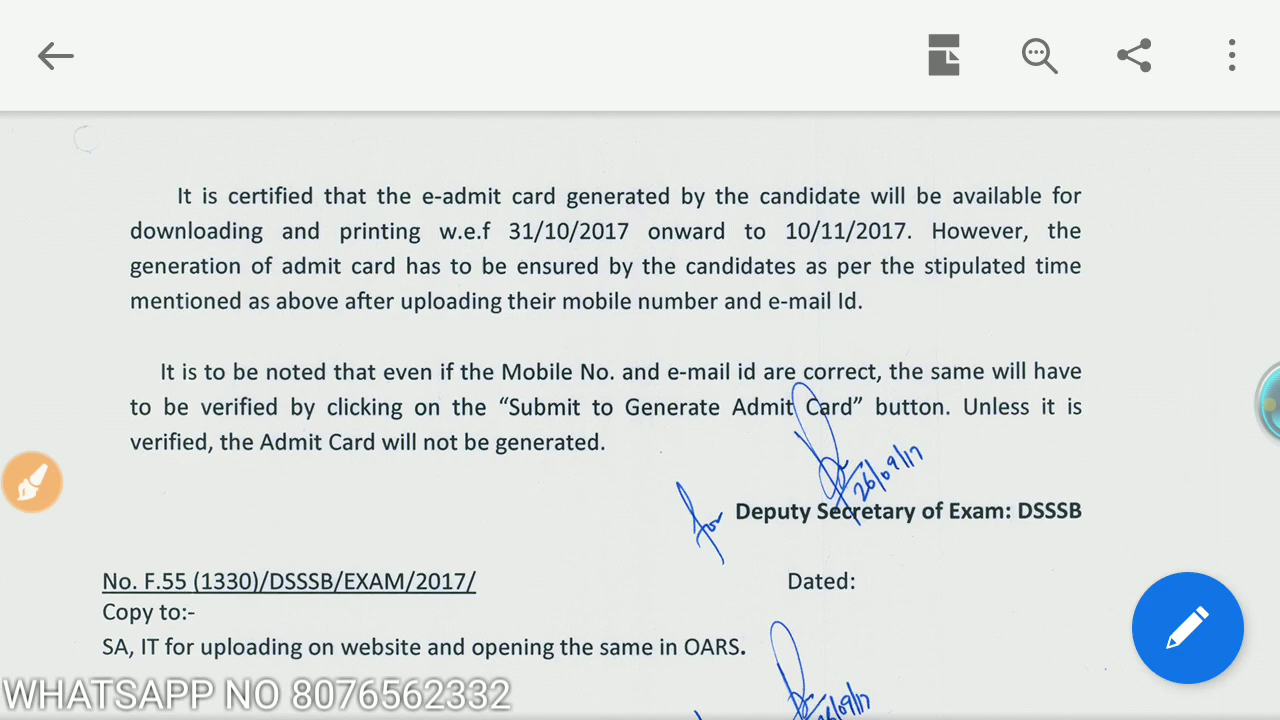 It is certified that the e-admit card generated by the candidate will be available for
downloading and printing w.e.f 31/10/2017 onward to 10/11/2017. However, the
generation of admit card has to be ensured by the candidates as per the stipulated time
mentioned as above after uploading their mobile number and e-mail Id.
It is to be noted that even if the Mobile No. and e-mail id are correct, the same will have
to be verified by clicking on the “Submit to Generate Admit Card” button. Unless it is
verified, the Admit Card will not be generated.
26/09/17
for
Deputy Secretary of Exam: DSSSB
No. F.55 (1330)/DSSSB/EXAM/2017/ Dated:
Copy to:-
SA, IT for uploading on website and opening the same in OARS.
WHATSAPP NO 8076562332
26/09/17